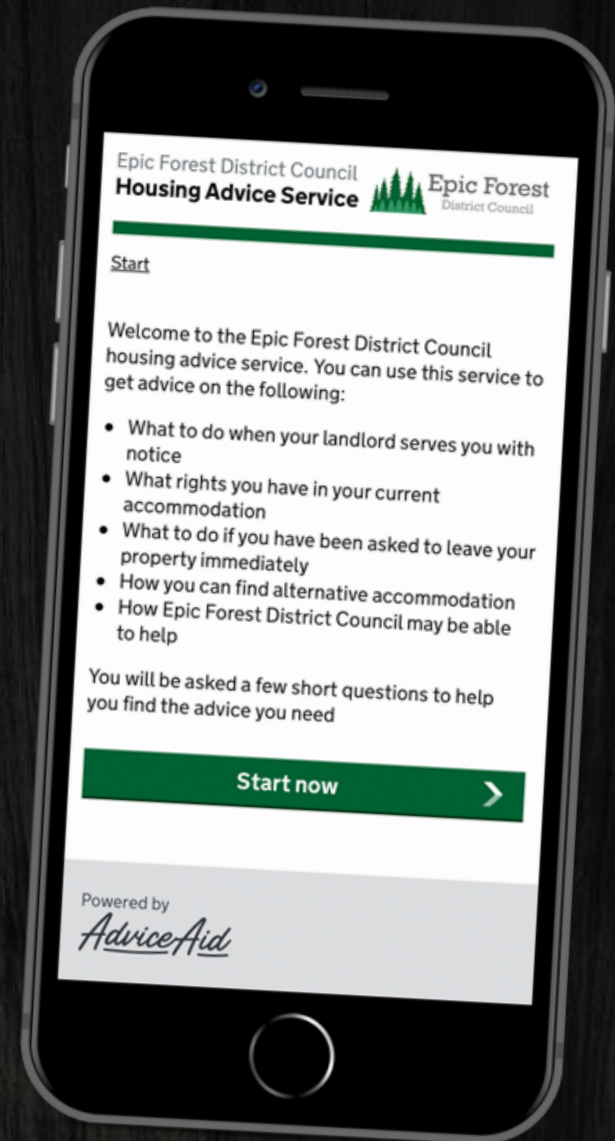 Epic Forest District Council
Housing Advice Service
Epic Forest
District Council
Start
Welcome to the Epic Forest District Council
housing advice service. You can use this service to
get advice on the following:
• What to do when your landlord serves you with
notice
• What rights you have in your current
accommodation
• What to do if you have been asked to leave your
property immediately
• How you can find alternative accommodation
• How Epic Forest District Council may be able
to help
You will be asked a few short questions to help
you find the advice you need
Start now
Powered by
AdviceAid